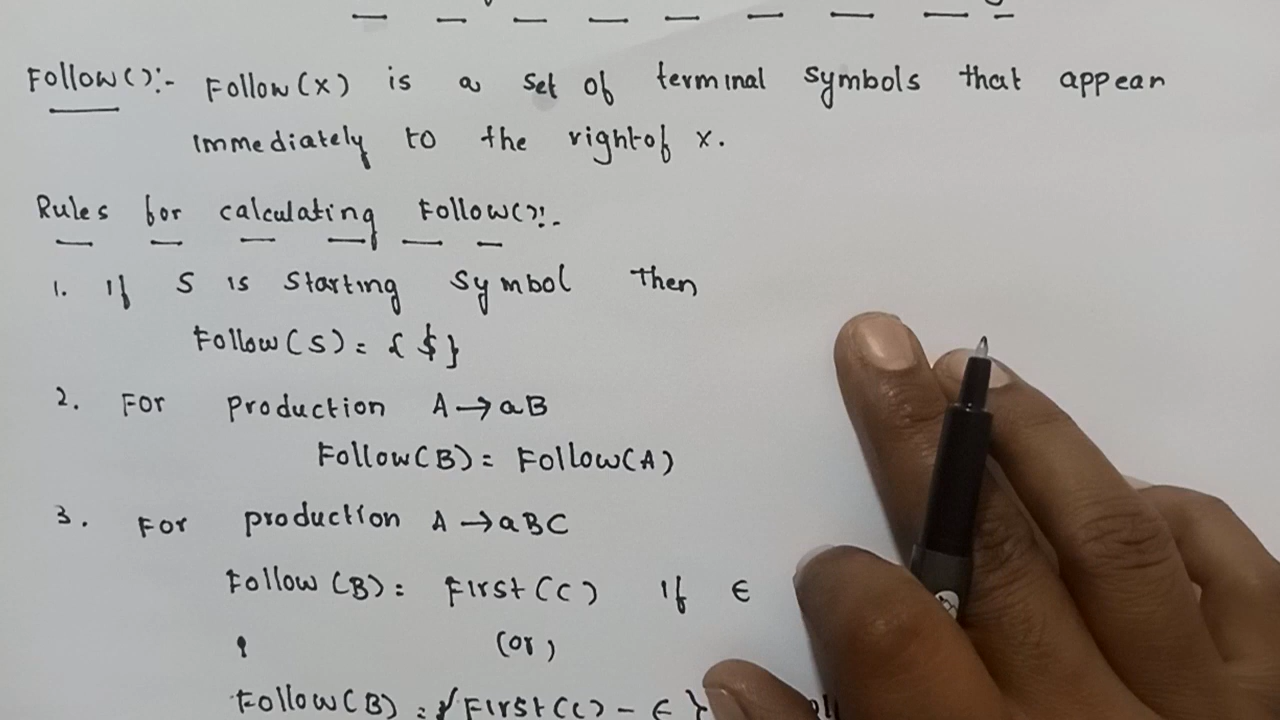 Follow():- Follow(x) is a set of terminal symbols that appear
immediately to the right of x.
Rules for calculating Follow():-
1. If S is Starting Symbol Then
Follow(S) = {$}
2. For production A→aB
Follow(B) = Follow(A)
3. For production A→aBC
Follow(B) = First(C) If ∈
(or)
Follow(B) = {First(C) - ∈}